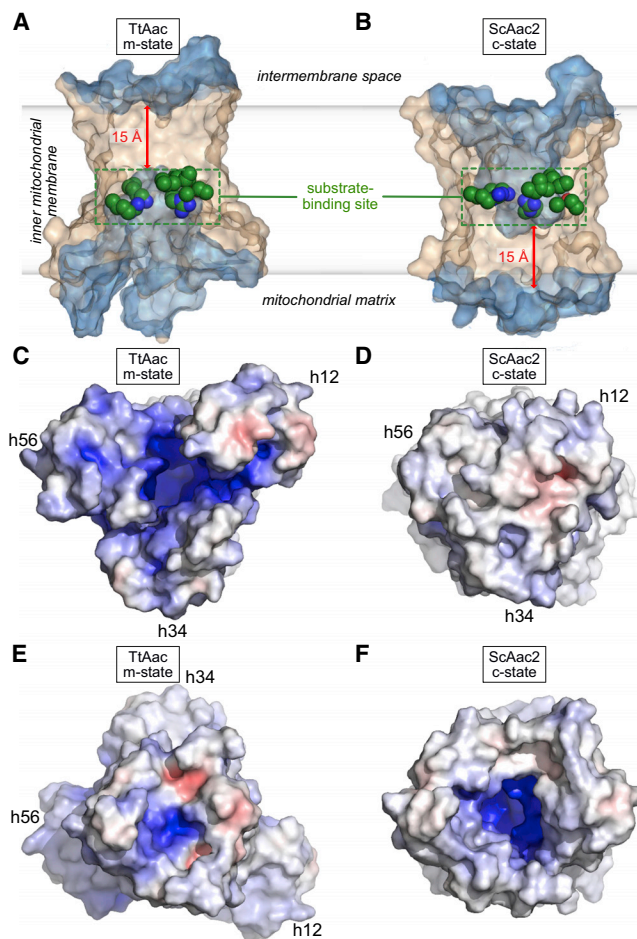 A
TtAac
m-state
B
ScAac2
c-state
intermembrane space
inner mitochondrial
membrane
15 Å
substrate-
binding site
15 Å
mitochondrial matrix
C
TtAac
m-state
h12
h56
h34
D
ScAac2
c-state
h12
h56
h34
E
TtAac
m-state
h34
h56
h12
F
ScAac2
c-state